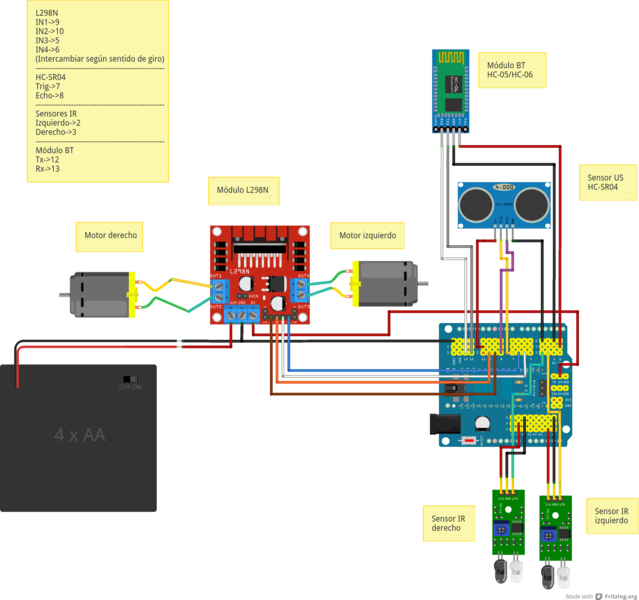 L298N
IN1->9
IN2->10
IN3->5
IN4->6
(Intercambiar según sentido de giro)
HC-SR04
Trig->7
Echo->8
Sensores IR
Izquierdo->2
Derecho->3
Módulo BT
Tx->12
Rx->13
Módulo BT
HC-05/HC-06
Sensor US
HC-SR04
Módulo L298N
Motor derecho
Motor izquierdo
L298N
OUT1
OUT2
OFF-ON
4 x AA
Sensor IR
derecho
Sensor IR
izquierdo
Made with Fritzing.org